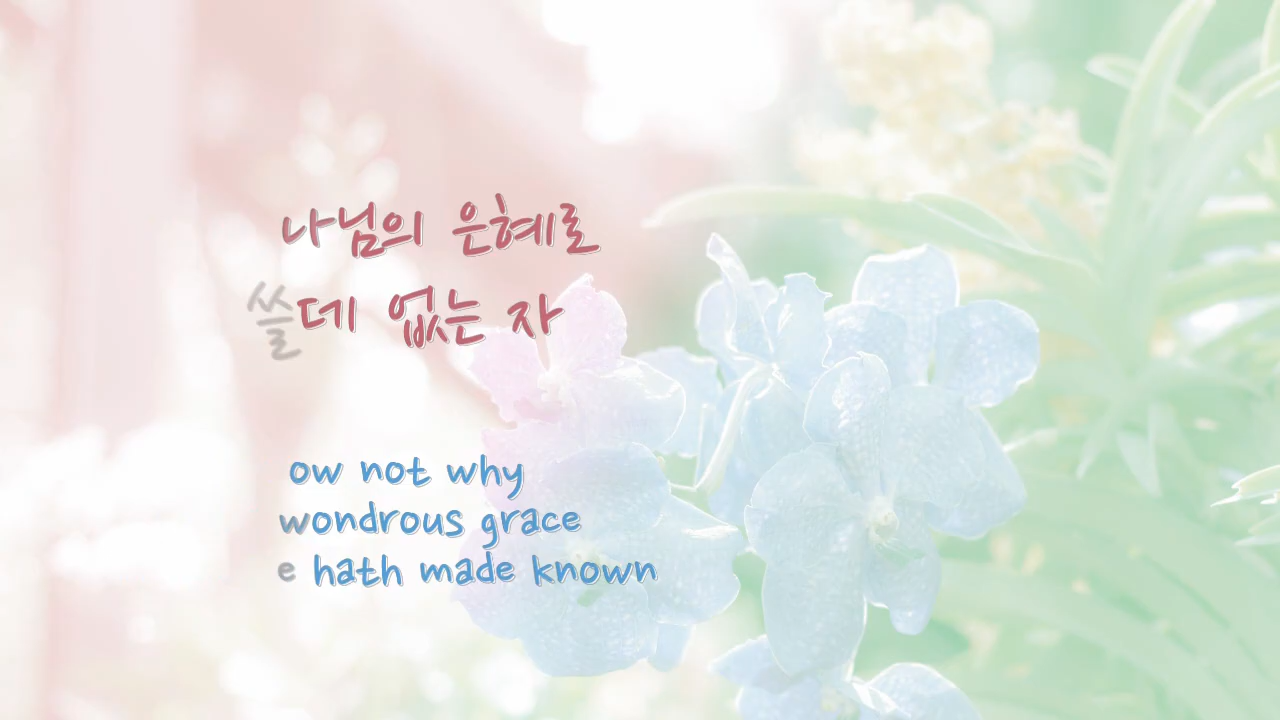 나님의 은혜로
쓸데 없는 자
ow not why
wondrous grace
e hath made known